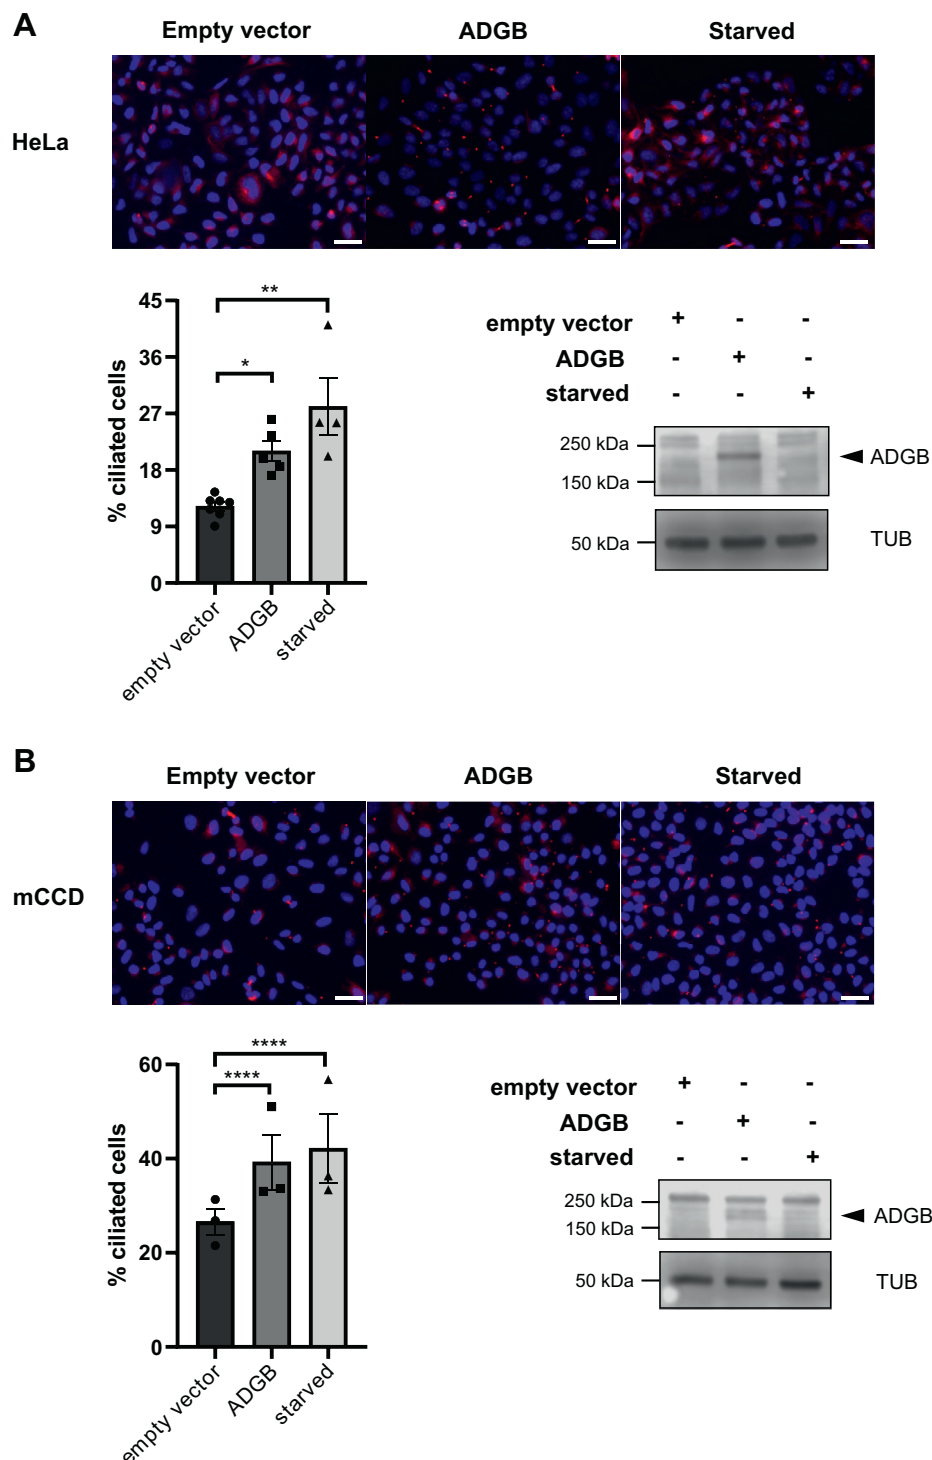 A
Empty vector ADGB Starved
HeLa
45
36
27
18
9
0
% ciliated cells
**
*
empty vector
ADGB
starved
empty vector + - -
ADGB - + -
starved - - +
250 kDa
150 kDa
ADGB
50 kDa
TUB
B
Empty vector ADGB Starved
mCCD
60
40
20
0
% ciliated cells
****
****
empty vector
ADGB
starved
empty vector + - -
ADGB - + -
starved - - +
250 kDa
150 kDa
ADGB
50 kDa
TUB